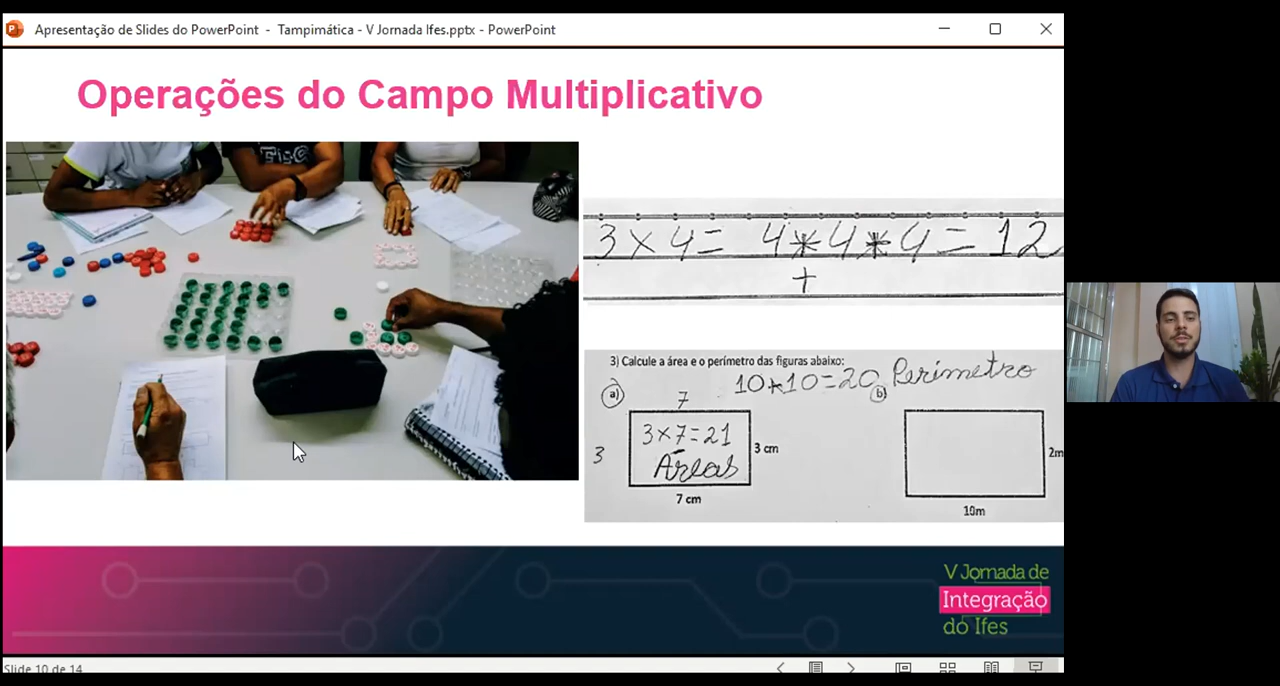 Apresentação de Slides do PowerPoint - Tampimática - V Jornada Ifes.pptx - PowerPoint
Operações do Campo Multiplicativo
3 x 4 = 4 * 4 * 4 = 12
+
3) Calcule a área e o perímetro das figuras abaixo:
10+10=20 Perímetro
a)
7
b)
3
3x7=21
Áreas
3 cm
7 cm
2m
10m
V Jornada de
Integração
do Ifes
Slide 10 de 14